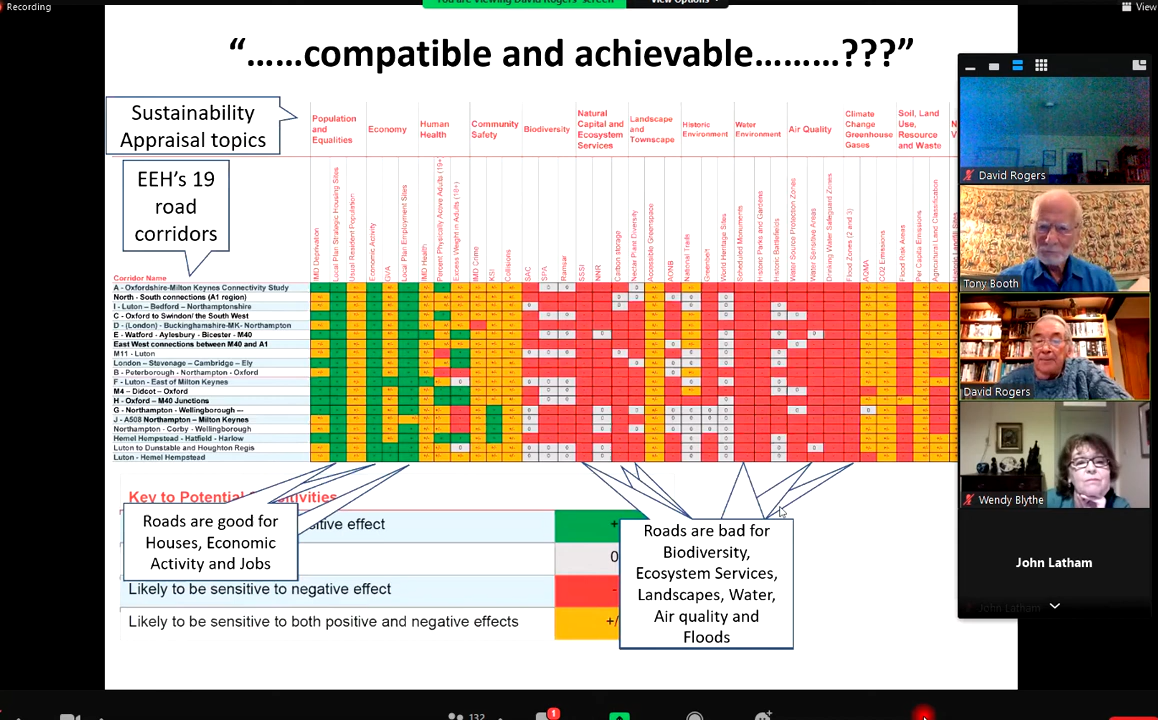 Recording
You are viewing David Rogers' screen
View Options
View
“……compatible and achievable………???”
Sustainability
Appraisal topics
EEH’s 19
road
corridors
Population
and
Equalities
Economy
Human
Health
Community
Safety
Biodiversity
Natural
Capital and
Ecosystem
Services
Landscape
and
Townscape
Historic
Environment
Water
Environment
Air Quality
Climate
Change
Greenhouse
Gases
Soil, Land
Use,
Resource
and Waste
IMD Deprivation
Local Plan Strategic Housing Sites
Usual Resident Population
Economic Activity
GVA
Local Plan Employment Sites
IMD Health
Percent Physically Active Adults (19+
Excess Weight in Adults (18+)
IMD Crime
KSI
Collisions
SAC
SPA
Ramsar
SSSI
NNR
Carbon storage
Nectar Plant Diversity
Accessible Greenspace
AONB
National Trails
Greenbelt
World Heritage Sites
Scheduled Monuments
Historic Parks and Gardens
Historic Battlefields
Water Source Protection Zones
Water Sensitive Areas
Drinking Water Safeguard Zones
Flood Zones (2 and 3)
AQMA
CO2 Emissions
Flood Risk Areas
Per Capita Emissions
Agricultural Land Classification
Corridor Name
A - Oxfordshire-Milton Keynes Connectivity Study
North - South connections (A1 region)
I - Luton – Bedford – Northamptonshire
C - Oxford to Swindon/ the South West
D - (London) - Buckinghamshire-MK- Northampton
E - Watford - Aylesbury - Bicester - M40
East West connections between M40 and A1
M11 - Luton
London – Stevenage – Cambridge – Ely
B - Peterborough - Northampton - Oxford
F - Luton - East of Milton Keynes
M4 – Didcot – Oxford
H - Oxford – M40 Junctions
G - Northampton - Wellingborough —
J - A508 Northampton – Milton Keynes
Northampton - Corby - Wellingborough
Hemel Hempstead - Hatfield - Harlow
Luton to Dunstable and Houghton Regis
Luton - Hemel Hempstead
Key to Potential
itivities
Roads are good for
Houses, Economic
Activity and Jobs
sitive effect
+
0
Likely to be sensitive to negative effect
-
Likely to be sensitive to both positive and negative effects
+/
Roads are bad for
Biodiversity,
Ecosystem Services,
Landscapes, Water,
Air quality and
Floods
David Rogers
Tony Booth
David Rogers
Wendy Blythe
John Latham
John Latham
132
1